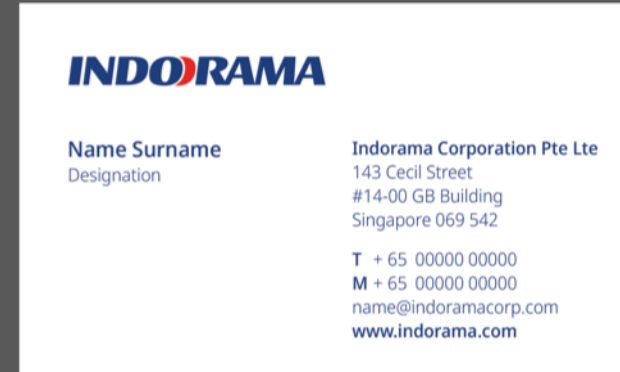 INDORAMA
Name Surname
Designation
Indorama Corporation Pte Lte
143 Cecil Street
#14-00 GB Building
Singapore 069 542
T + 65 00000 00000
M + 65 00000 00000
name@indoramacorp.com
www.indorama.com